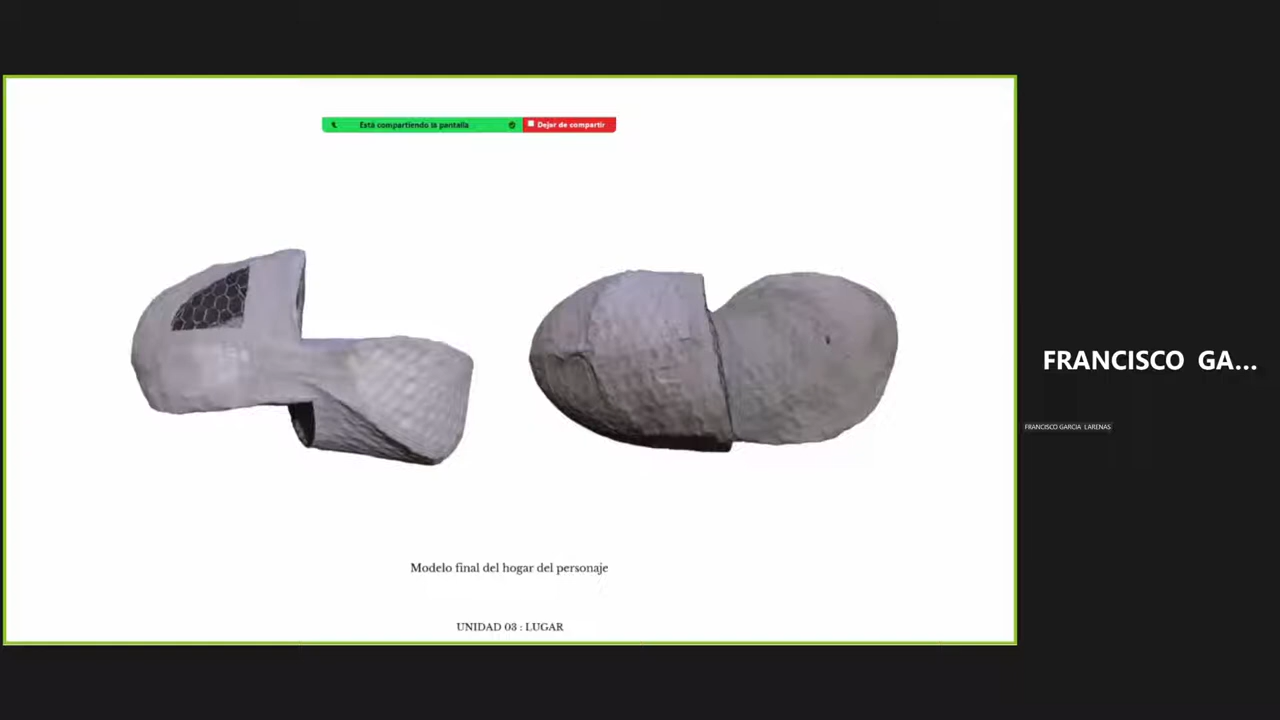 Está compartiendo la pantalla
Dejar de compartir
FRANCISCO GA...
FRANCISCO GARCIA LARENAS
Modelo final del hogar del personaje
UNIDAD 03 : LUGAR